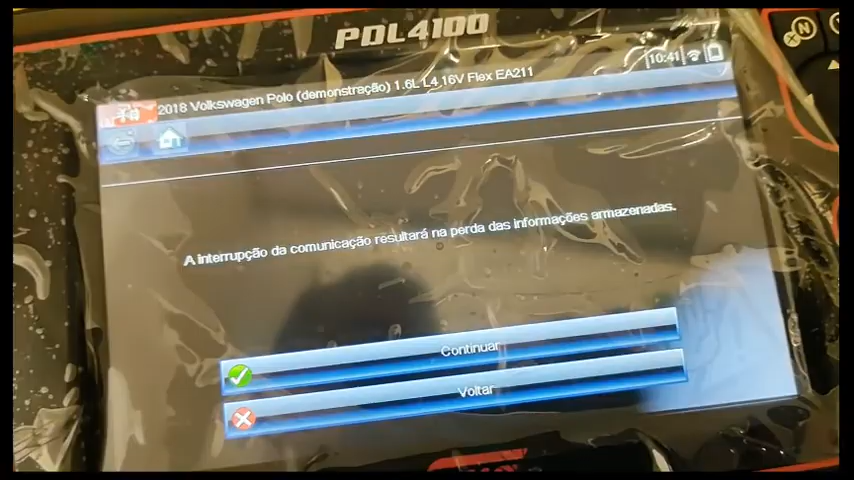 PDL4100
10:41
2018 Volkswagen Polo (demonstração) 1.6L L4 16V Flex EA211
A interrupção da comunicação resultará na perda das informações armazenadas.
Continuar
Voltar
N